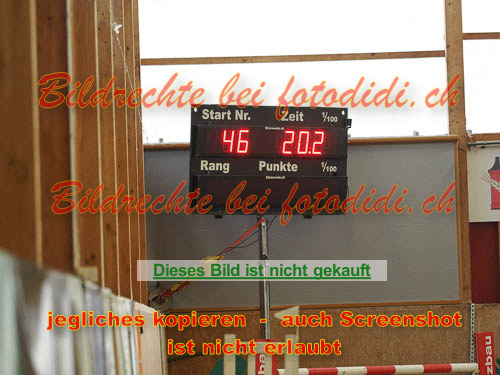 Bildrechte bei fotodidi.ch
Start Nr. Zeit 1/100
46 20.2
Rang Punkte 1/100
Bildrechte bei fotodidi.ch
Dieses Bild ist nicht gekauft
jegliches kopieren - auch Screenshot
ist nicht erlaubt